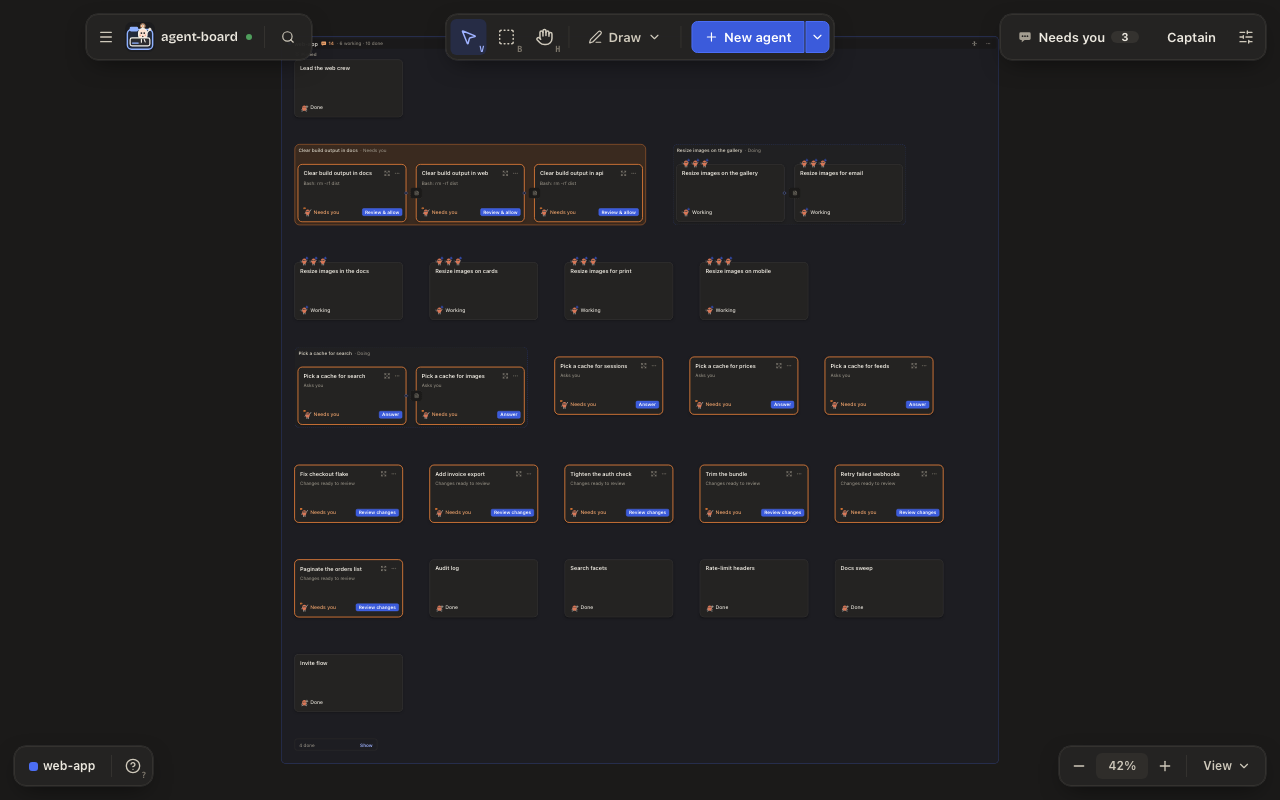 agent-board
V
B
H
Draw
New agent
Needs you 3
Captain
app 14 · 6 working · 10 done
Lead the web crew
Done
Clear build output in docs · Needs you
Clear build output in docs
Bash: rm -rf dist
Needs you
Review & allow
Clear build output in web
Bash: rm -rf dist
Needs you
Review & allow
Clear build output in api
Bash: rm -rf dist
Needs you
Review & allow
Resize images on the gallery · Doing
Resize images on the gallery
Working
Resize images for email
Working
Resize images in the docs
Working
Resize images on cards
Working
Resize images for print
Working
Resize images on mobile
Working
Pick a cache for search · Doing
Pick a cache for search
Asks you
Needs you
Answer
Pick a cache for images
Asks you
Needs you
Answer
Pick a cache for sessions
Asks you
Needs you
Answer
Pick a cache for prices
Asks you
Needs you
Answer
Pick a cache for feeds
Asks you
Needs you
Answer
Fix checkout flake
Changes ready to review
Needs you
Review changes
Add invoice export
Changes ready to review
Needs you
Review changes
Tighten the auth check
Changes ready to review
Needs you
Review changes
Trim the bundle
Changes ready to review
Needs you
Review changes
Retry failed webhooks
Changes ready to review
Needs you
Review changes
Paginate the orders list
Changes ready to review
Needs you
Review changes
Audit log
Done
Search facets
Done
Rate-limit headers
Done
Docs sweep
Done
Invite flow
Done
4 done
Show
web-app
?
42%
View